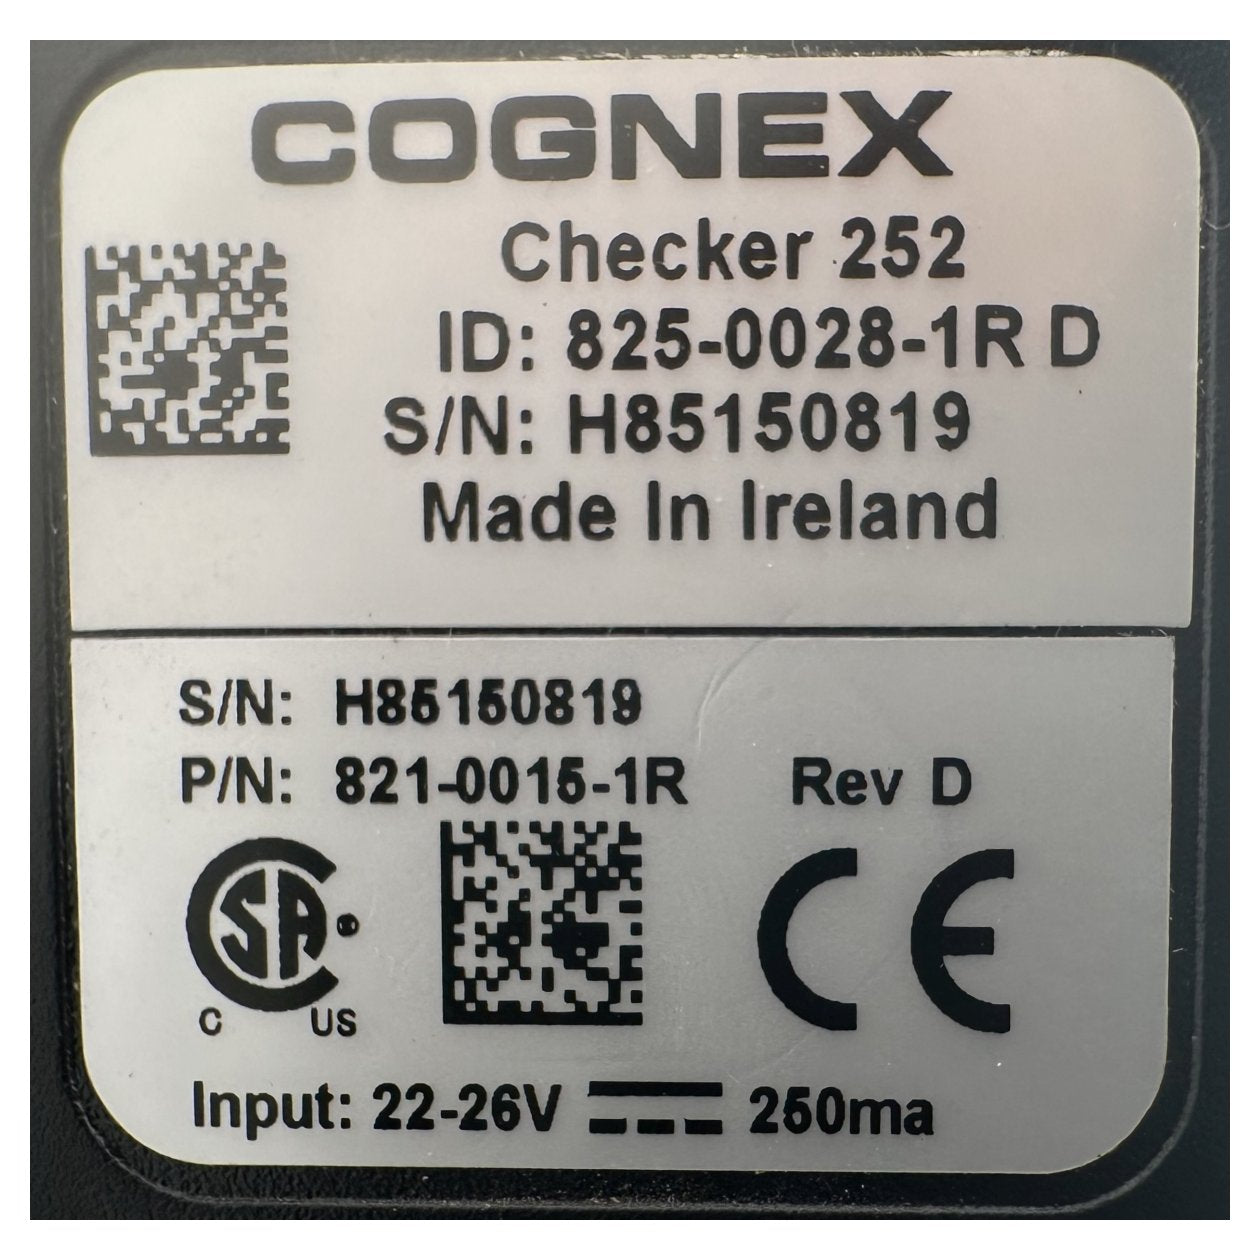 COGNEX
Checker 252
ID: 825-0028-1R D
S/N: H85150819
Made In Ireland
S/N: H85150819
P/N: 821-0015-1R Rev D
SA
C US
CE
Input: 22-26V 250ma